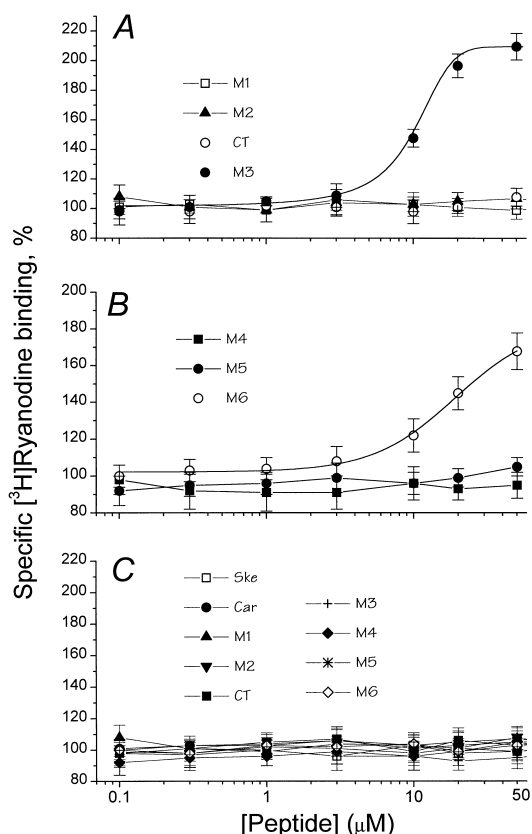 A
220
200
180
160
140
120
100
80
M1
M2
CT
M3
B
200
180
160
140
120
100
80
M4
M5
M6
C
220
200
180
160
140
120
100
80
Ske
Car
M1
M2
CT
M3
M4
M5
M6
0.1
1
10
50
Specific [³H]Ryanodine binding, %
[Peptide] (μM)